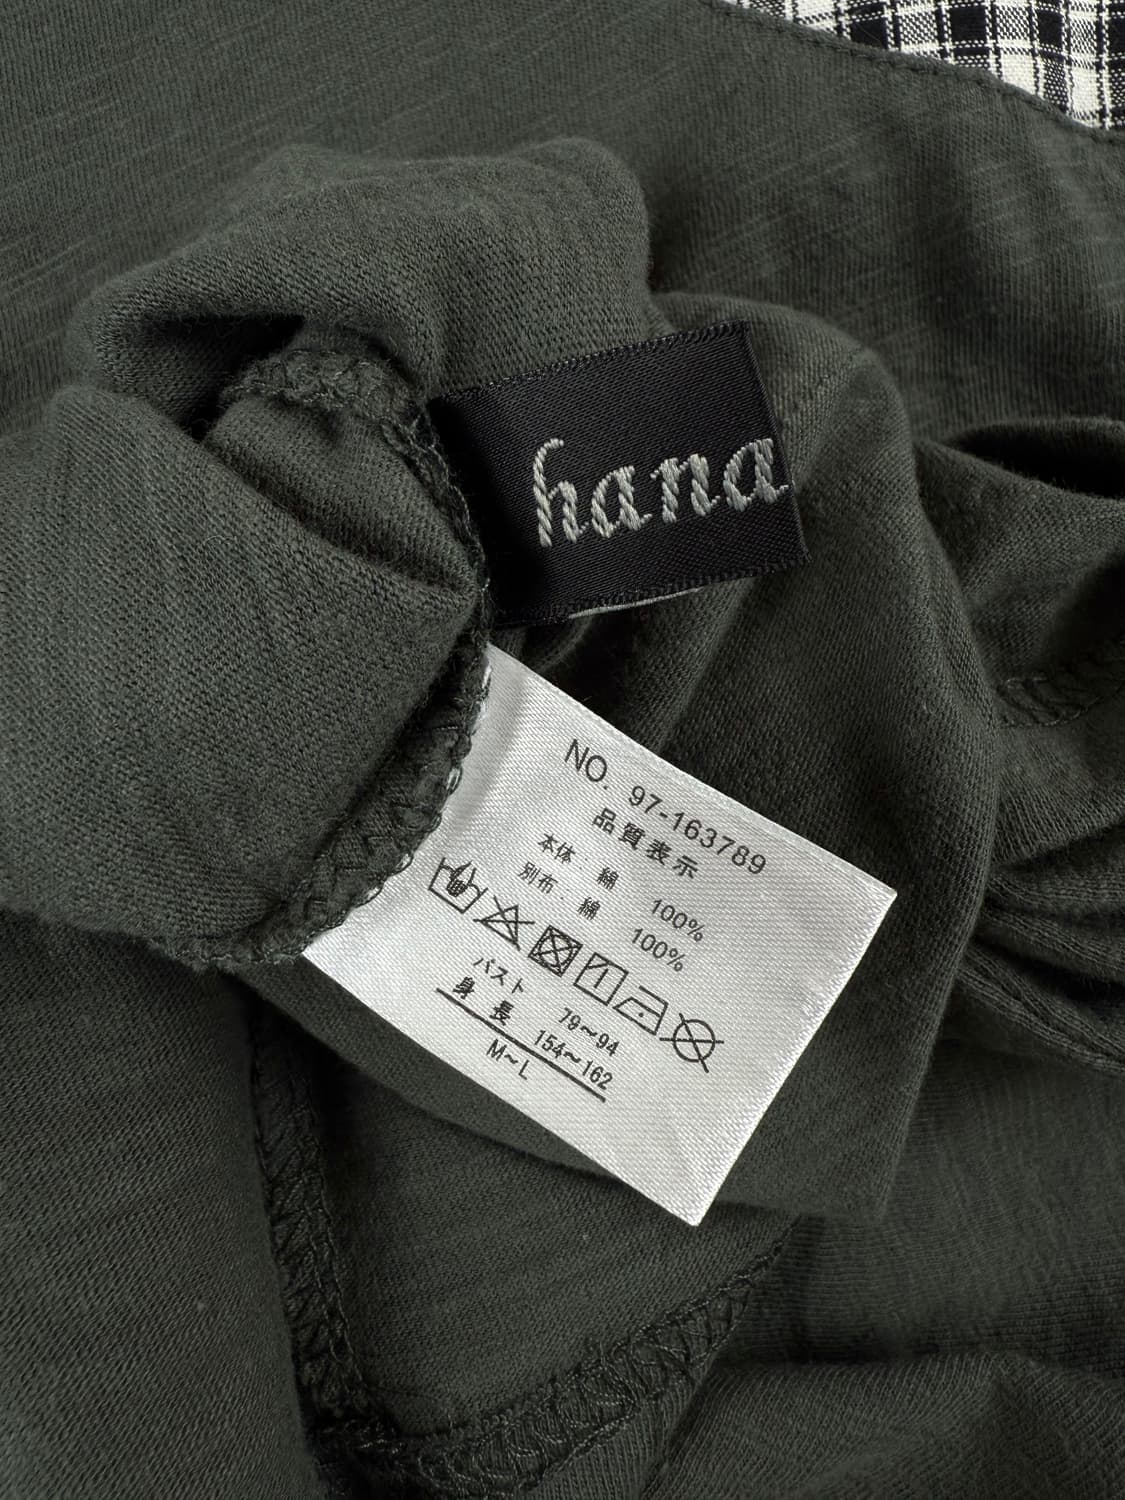 hana
NO. 97-163789
品質表示
本体：綿 100%
別布：綿 100%
バスト 79～94
身長 154～162
M～L